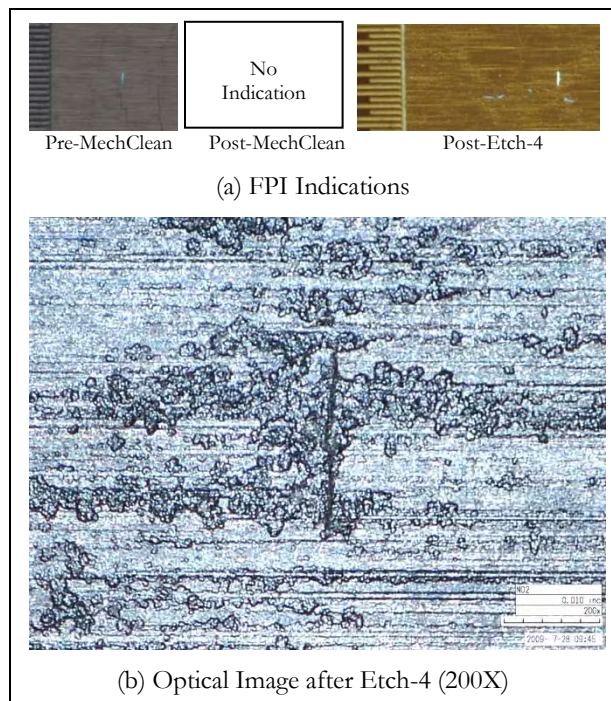 No
Indication
Pre-MechClean Post-MechClean Post-Etch-4
(a) FPI Indications
NO2
0.010 inc
200x
2009- 7-28 09:45
(b) Optical Image after Etch-4 (200X)